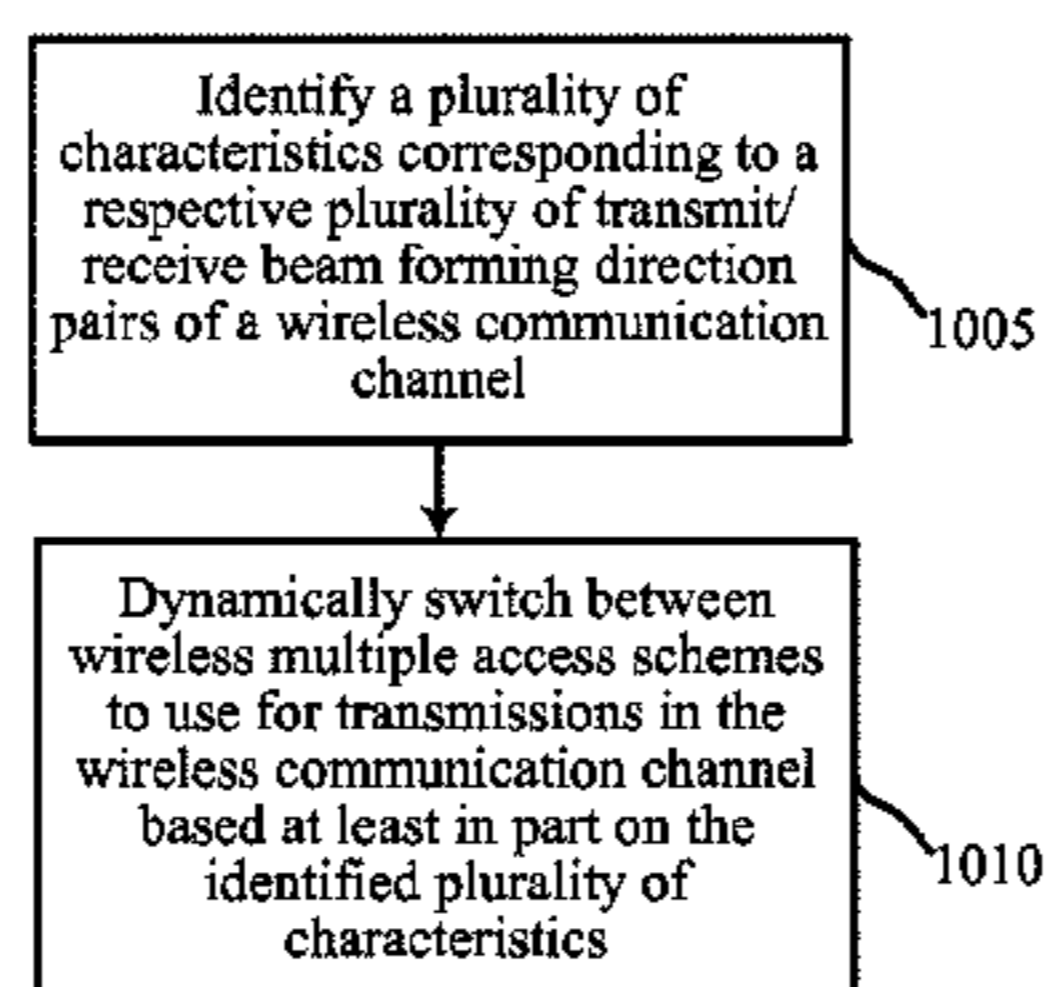 Identify a plurality of
characteristics corresponding to a
respective plurality of transmit/
receive beam forming direction
pairs of a wireless communication
channel
1005
Dynamically switch between
wireless multiple access schemes
to use for transmissions in the
wireless communication channel
based at least in part on the
identified plurality of
characteristics
1010